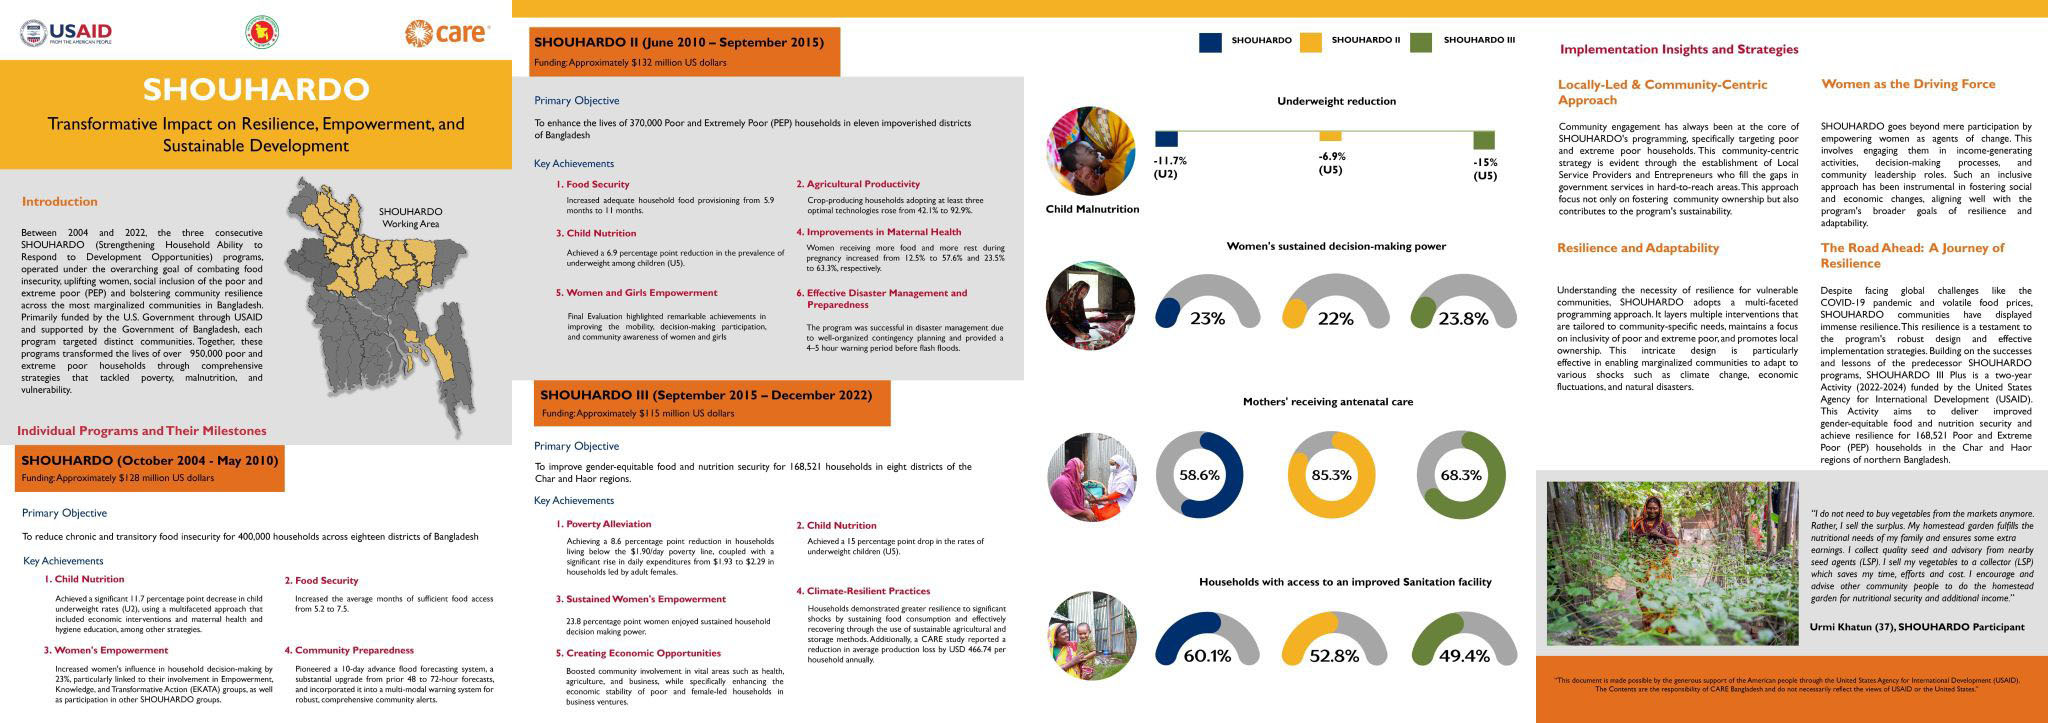 USAID
FROM THE AMERICAN PEOPLE
care
SHOUHARDO
Transformative Impact on Resilience, Empowerment, and
Sustainable Development
Introduction
Between 2004 and 2022, the three consecutive
SHOUHARDO (Strengthening Household Ability to
Respond to Development Opportunities) programs,
operated under the overarching goal of combating food
insecurity, uplifting women, social inclusion of the poor and
extreme poor (PEP) and bolstering community resilience
across the most marginalized communities in Bangladesh.
Primarily funded by the U.S. Government through USAID
and supported by the Government of Bangladesh, each
program targeted distinct communities. Together, these
programs transformed the lives of over 950,000 poor and
extreme poor households through comprehensive
strategies that tackled poverty, malnutrition, and
vulnerability.
SHOUHARDO
Working Area
Individual Programs and Their Milestones
SHOUHARDO (October 2004 - May 2010)
Funding: Approximately $128 million US dollars
Primary Objective
To reduce chronic and transitory food insecurity for 400,000 households across eighteen districts of Bangladesh
Key Achievements
1. Child Nutrition
Achieved a significant 11.7 percentage point decrease in child
underweight rates (U2), using a multifaceted approach that
included economic interventions and maternal health and
hygiene education, among other strategies.
2. Food Security
Increased the average months of sufficient food access
from 5.2 to 7.5.
3. Women's Empowerment
Increased women's influence in household decision-making by
23%, particularly linked to their involvement in Empowerment,
Knowledge, and Transformative Action (EKATA) groups, as well
as participation in other SHOUHARDO groups.
4. Community Preparedness
Pioneered a 10-day advance flood forecasting system, a
substantial upgrade from prior 48 to 72-hour forecasts,
and incorporated it into a multi-modal warning system for
robust, comprehensive community alerts.
SHOUHARDO II (June 2010 – September 2015)
Funding: Approximately $132 million US dollars
Primary Objective
To enhance the lives of 370,000 Poor and Extremely Poor (PEP) households in eleven impoverished districts
of Bangladesh
Key Achievements
1. Food Security
Increased adequate household food provisioning from 5.9
months to 11 months.
2. Agricultural Productivity
Crop-producing households adopting at least three
optimal technologies rose from 42.1% to 92.9%.
3. Child Nutrition
Achieved a 6.9 percentage point reduction in the prevalence of
underweight among children (U5).
4. Improvements in Maternal Health
Women receiving more food and more rest during
pregnancy increased from 12.5% to 57.6% and 23.5%
to 63.3%, respectively.
5. Women and Girls Empowerment
Final Evaluation highlighted remarkable achievements in
improving the mobility, decision-making participation,
and community awareness of women and girls
6. Effective Disaster Management and
Preparedness
The program was successful in disaster management due
to well-organized contingency planning and provided a
4–5 hour warning period before flash floods.
SHOUHARDO III (September 2015 – December 2022)
Funding: Approximately $115 million US dollars
Primary Objective
To improve gender-equitable food and nutrition security for 168,521 households in eight districts of the
Char and Haor regions.
Key Achievements
1. Poverty Alleviation
Achieving a 8.6 percentage point reduction in households
living below the $1.90/day poverty line, coupled with a
significant rise in daily expenditures from $1.93 to $2.29 in
households led by adult females.
2. Child Nutrition
Achieved a 15 percentage point drop in the rates of
underweight children (U5).
3. Sustained Women's Empowerment
23.8 percentage point women enjoyed sustained household
decision making power.
4. Climate-Resilient Practices
Households demonstrated greater resilience to significant
shocks by sustaining food consumption and effectively
recovering through the use of sustainable agricultural and
storage methods. Additionally, a CARE study reported a
reduction in average production loss by USD 466.74 per
household annually.
5. Creating Economic Opportunities
Boosted community involvement in vital areas such as health,
agriculture, and business, while specifically enhancing the
economic stability of poor and female-led households in
business ventures.
SHOUHARDO
SHOUHARDO II
SHOUHARDO III
Underweight reduction
-11.7%
(U2)
-6.9%
(U5)
-15%
(U5)
Child Malnutrition
Women's sustained decision-making power
23%
22%
23.8%
Mothers' receiving antenatal care
58.6%
85.3%
68.3%
Households with access to an improved Sanitation facility
60.1%
52.8%
49.4%
Implementation Insights and Strategies
Locally-Led & Community-Centric
Approach
Community engagement has always been at the core of
SHOUHARDO's programming, specifically targeting poor
and extreme poor households. This community-centric
strategy is evident through the establishment of Local
Service Providers and Entrepreneurs who fill the gaps in
government services in hard-to-reach areas. This approach
focus not only on fostering community ownership but also
contributes to the program's sustainability.
Women as the Driving Force
SHOUHARDO goes beyond mere participation by
empowering women as agents of change. This
involves engaging them in income-generating
activities, decision-making processes, and
community leadership roles. Such an inclusive
approach has been instrumental in fostering social
and economic changes, aligning well with the
program's broader goals of resilience and
adaptability.
Resilience and Adaptability
Understanding the necessity of resilience for vulnerable
communities, SHOUHARDO adopts a multi-faceted
programming approach. It layers multiple interventions that
are tailored to community-specific needs, maintains a focus
on inclusivity of poor and extreme poor, and promotes local
ownership. This intricate design is particularly
effective in enabling marginalized communities to adapt to
various shocks such as climate change, economic
fluctuations, and natural disasters.
The Road Ahead: A Journey of
Resilience
Despite facing global challenges like the
COVID-19 pandemic and volatile food prices,
SHOUHARDO communities have displayed
immense resilience. This resilience is a testament to
the program's robust design and effective
implementation strategies. Building on the successes
and lessons of the predecessor SHOUHARDO
programs, SHOUHARDO III Plus is a two-year
Activity (2022-2024) funded by the United States
Agency for International Development (USAID).
This Activity aims to deliver improved
gender-equitable food and nutrition security and
achieve resilience for 168,521 Poor and Extreme
Poor (PEP) households in the Char and Haor
regions of northern Bangladesh.
"I do not need to buy vegetables from the markets anymore.
Rather, I sell the surplus. My homestead garden fulfills the
nutritional needs of my family and ensures some extra
earnings. I collect quality seed and advisory from nearby
seed agents (LSP). I sell my vegetables to a collector (LSP)
which saves my time, efforts and cost. I encourage and
advise other community people to do the homestead
garden for nutritional security and additional income."
Urmi Khatun (37), SHOUHARDO Participant
"This document is made possible by the generous support of the American people through the United States Agency for International Development (USAID).
The Contents are the responsibility of CARE Bangladesh and do not necessarily reflect the views of USAID or the United States."